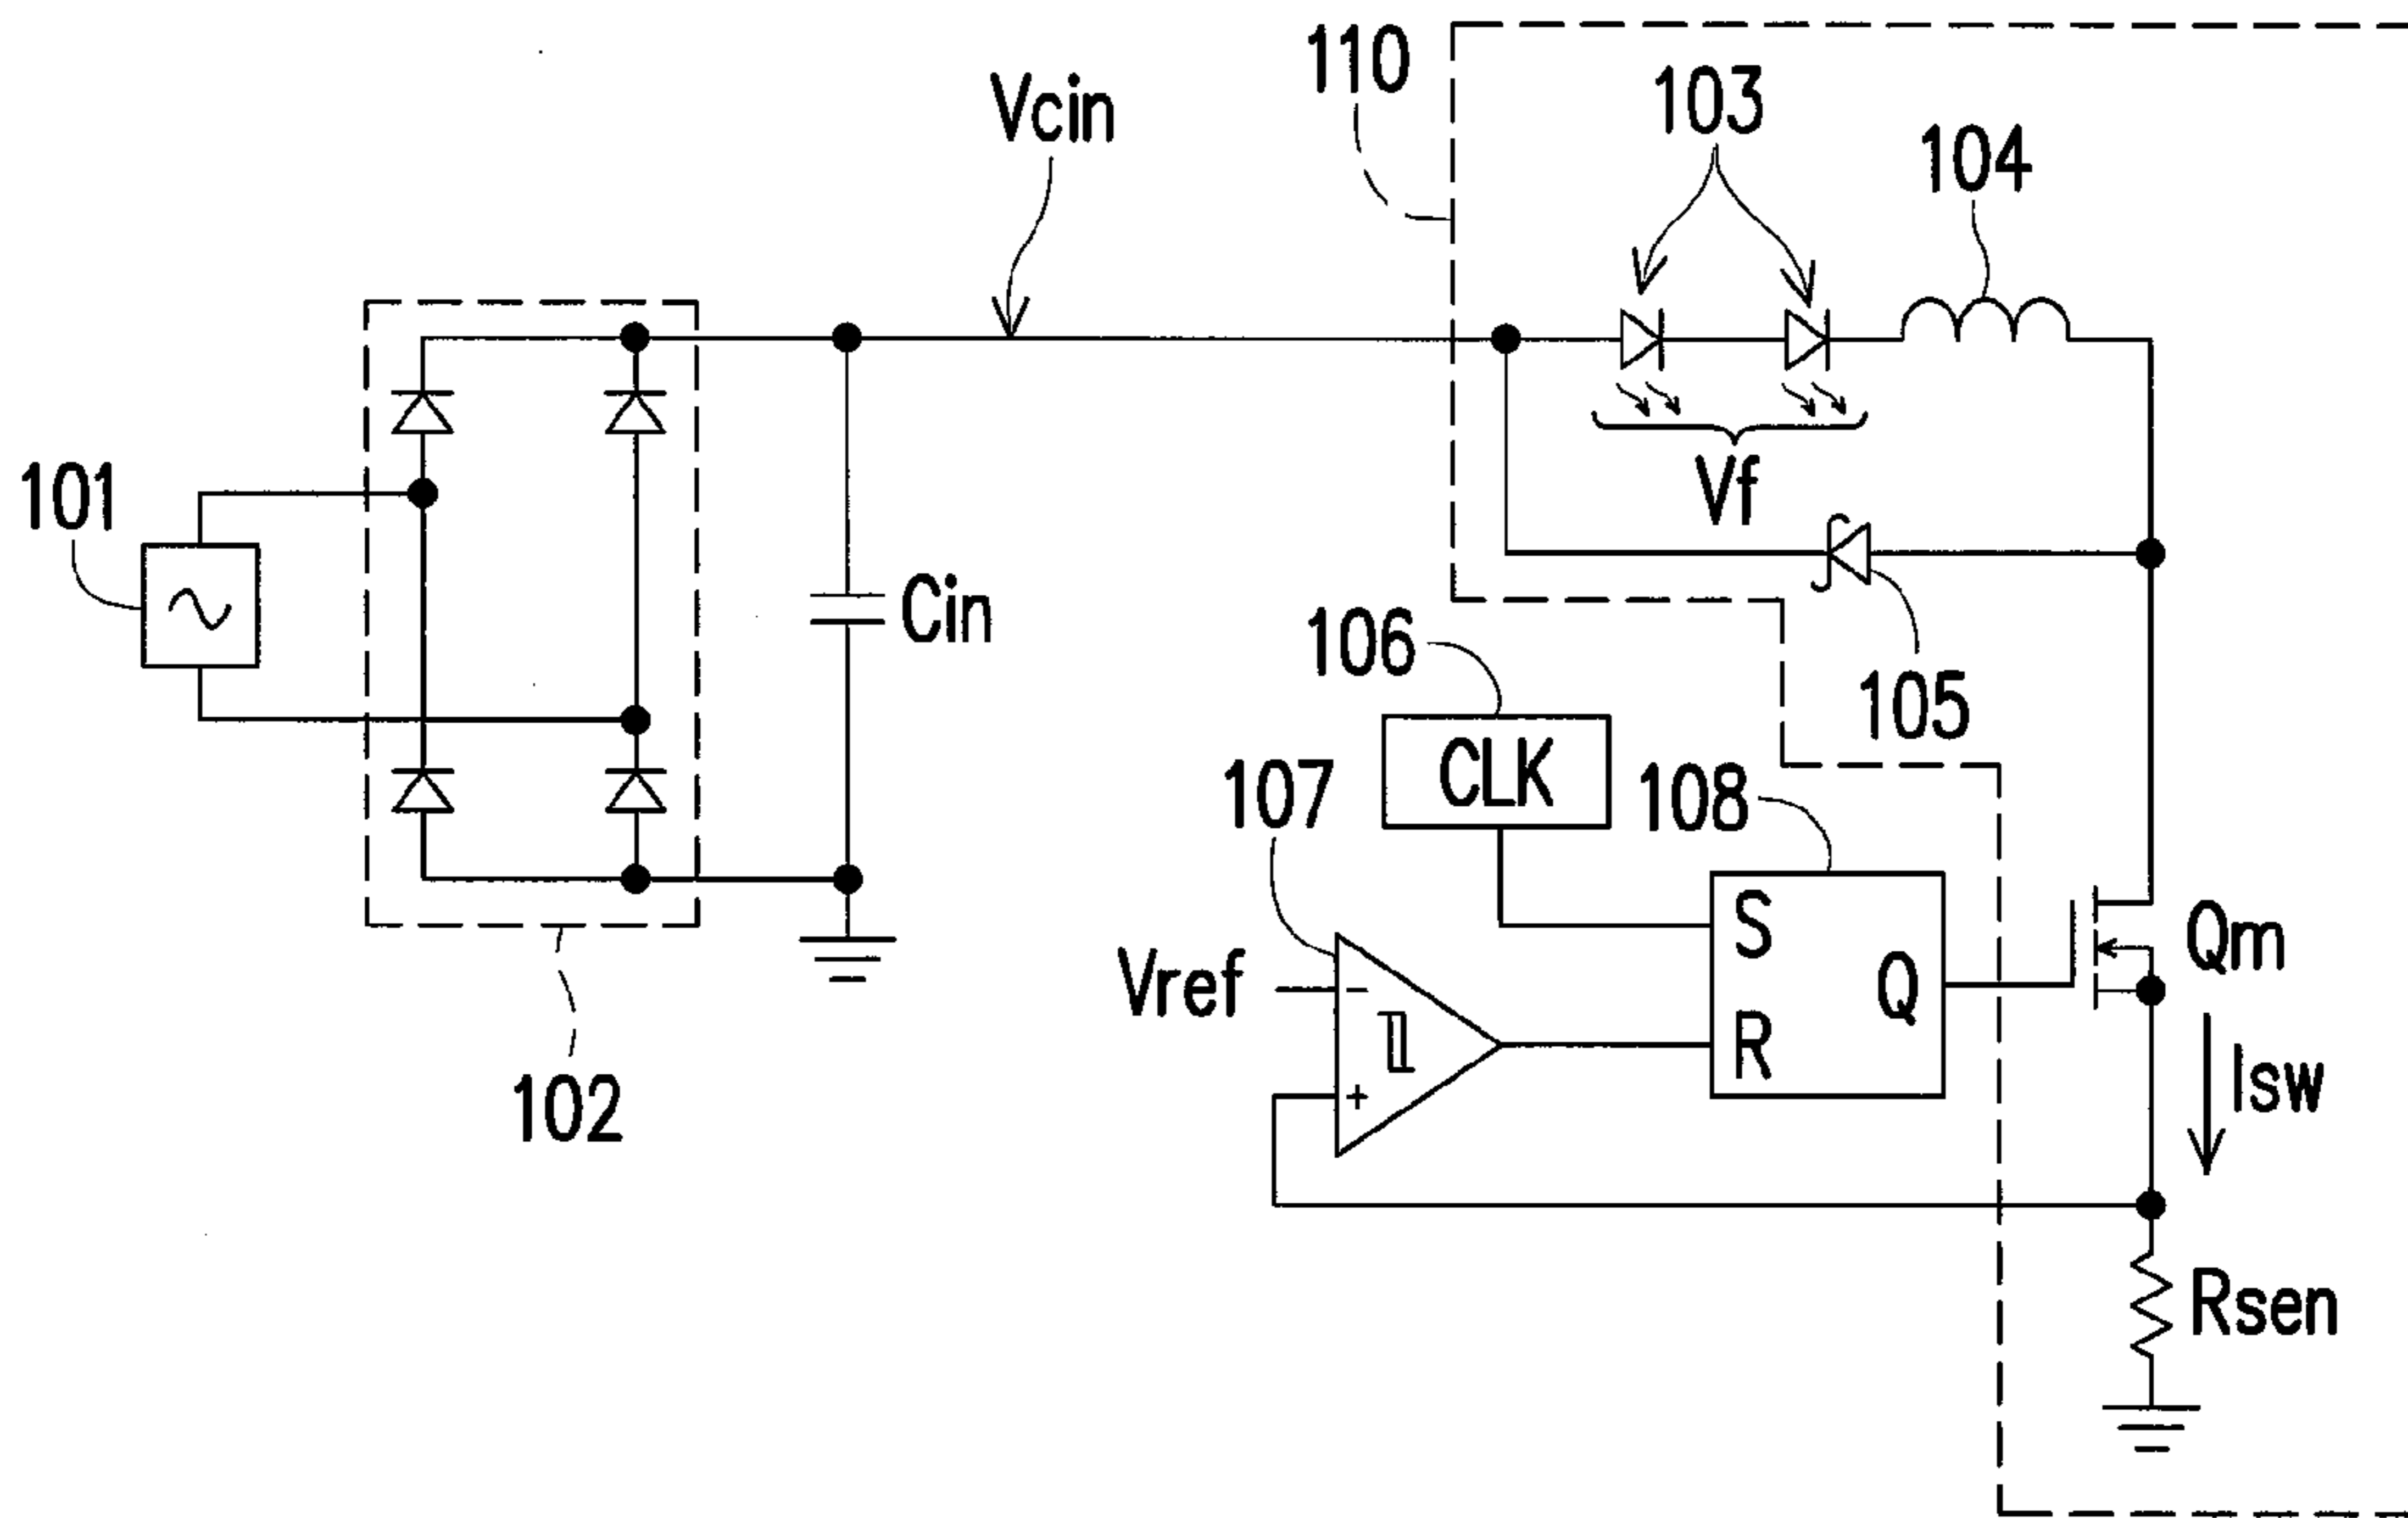 110
103
Vcin
104
Vf
101
Cin
106
105
CLK
107
108
S
Vref
−
Q
Qm
R
+
Isw
102
Rsen